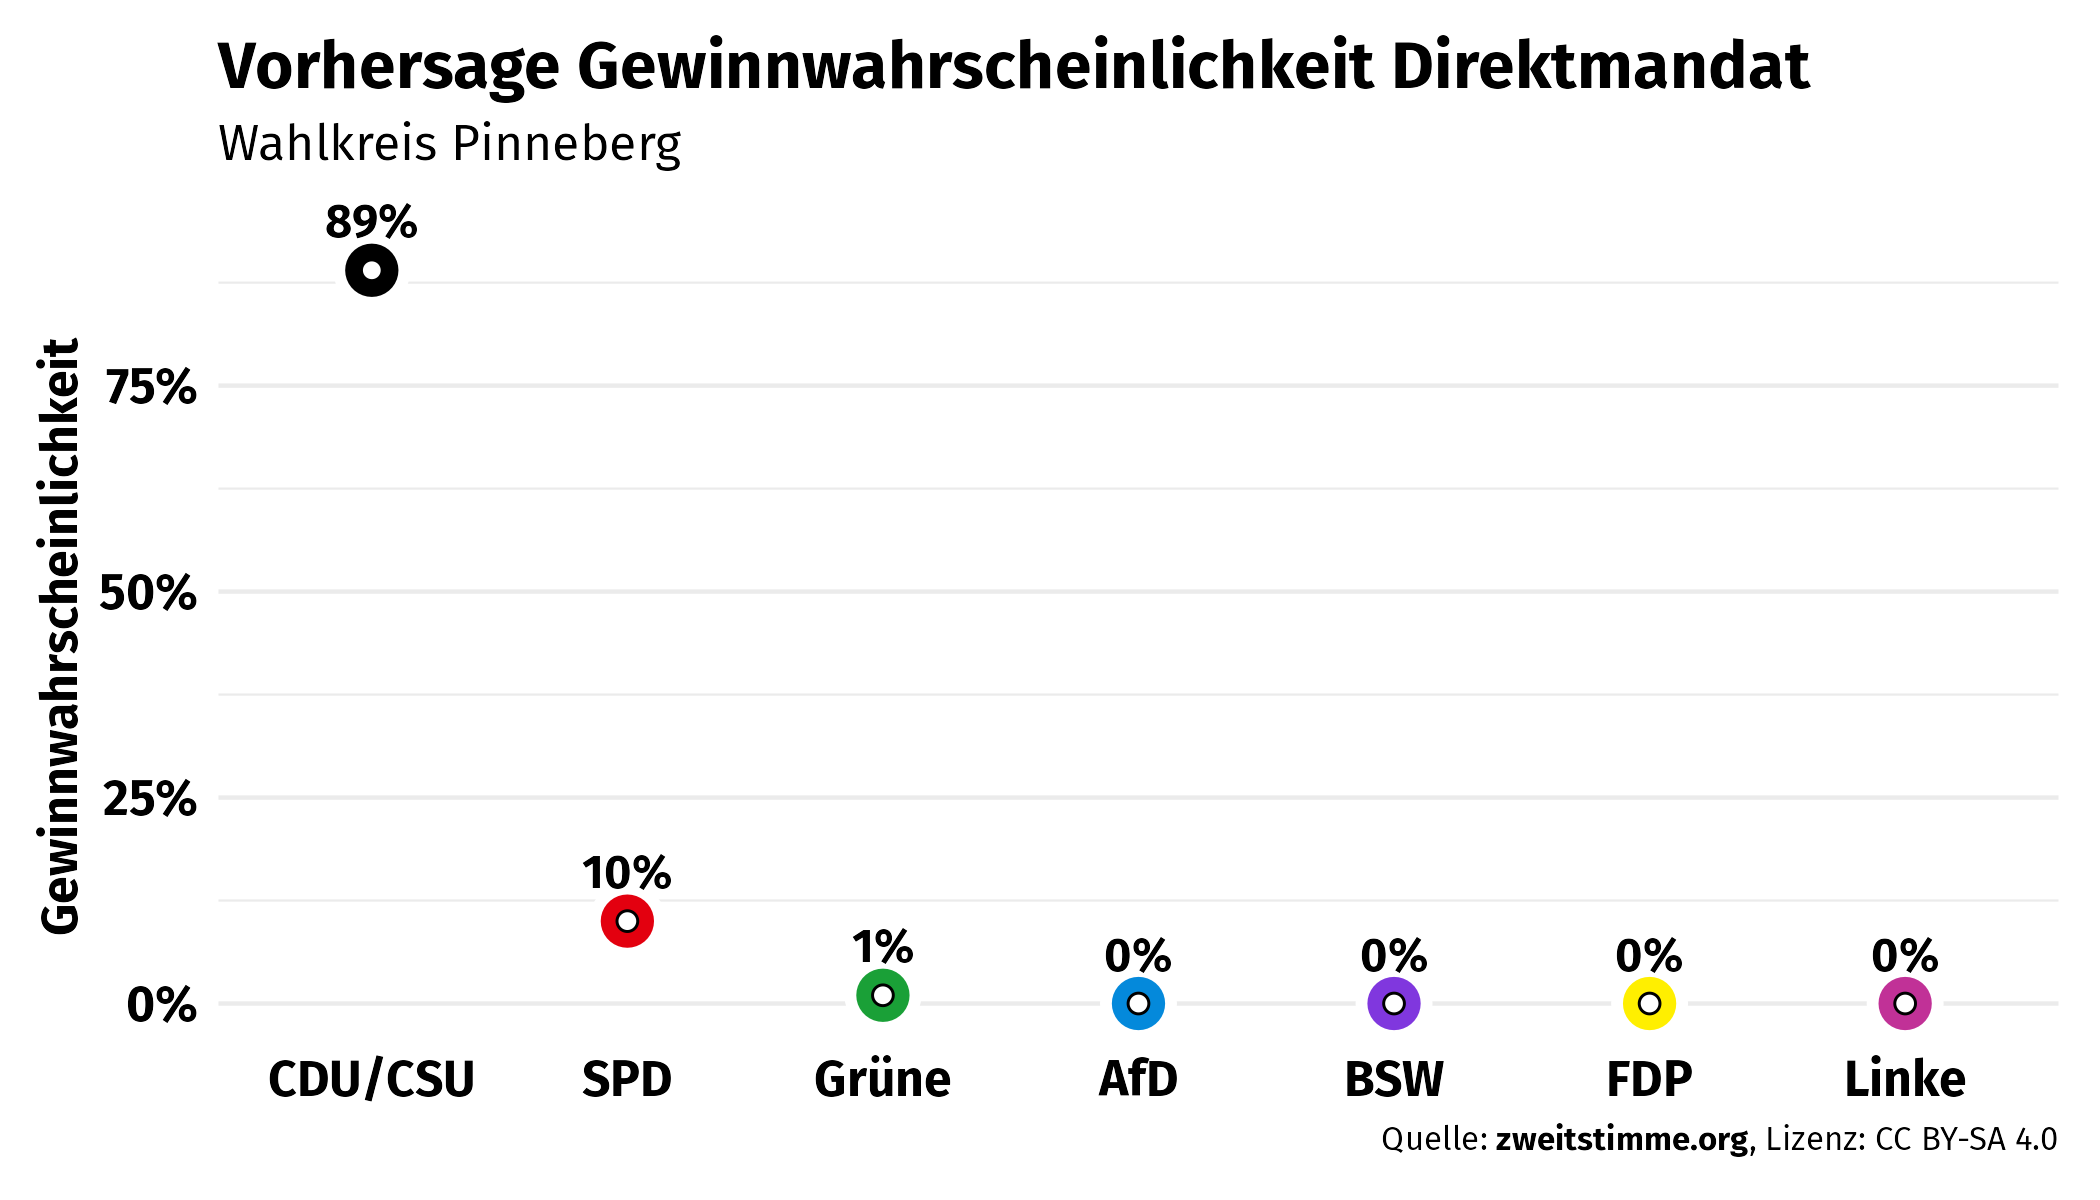 Vorhersage Gewinnwahrscheinlichkeit Direktmandat
Wahlkreis Pinneberg
Gewinnwahrscheinlichkeit
89%
75%
50%
25%
10%
1%
0%
0%
0%
0%
0%
CDU/CSU
SPD
Grüne
AfD
BSW
FDP
Linke
Quelle: zweitstimme.org, Lizenz: CC BY-SA 4.0